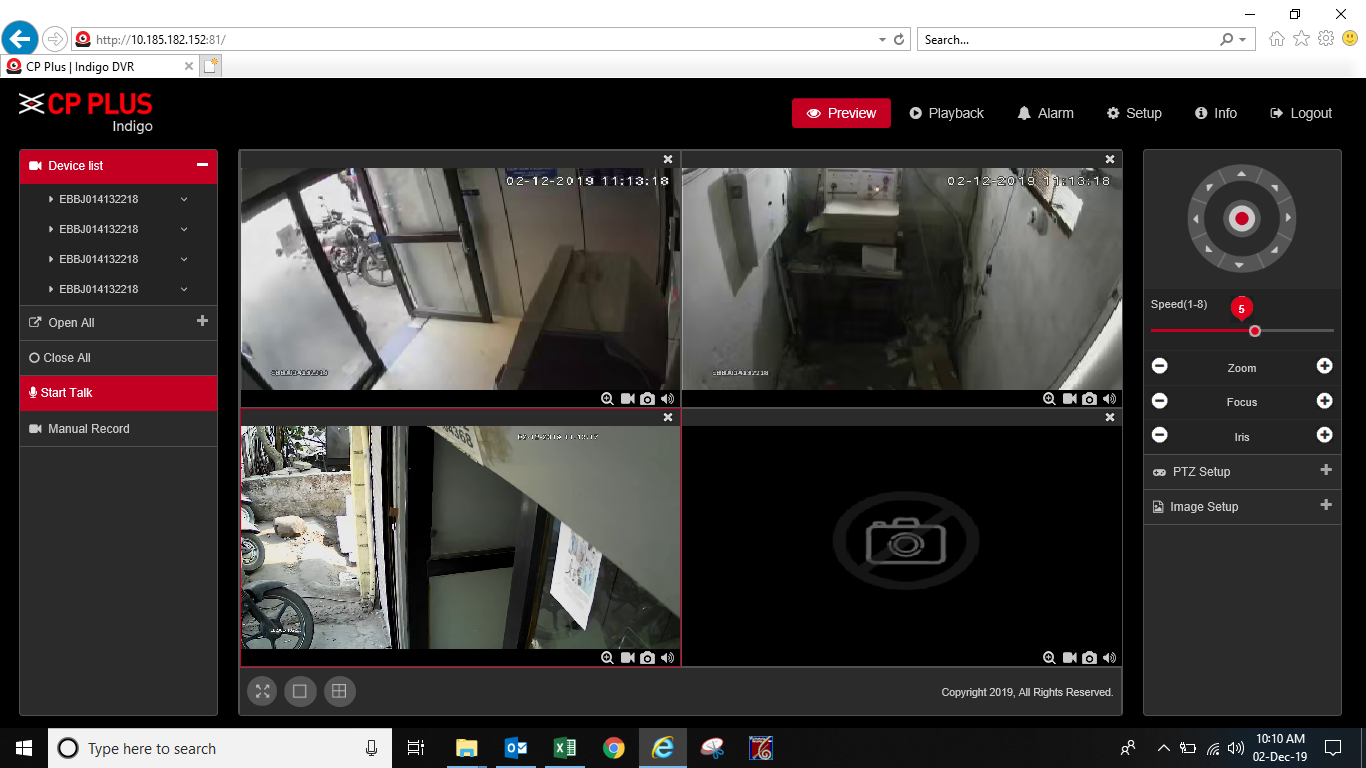 http://10.185.182.152:81/
Search...
CP Plus | Indigo DVR
CP PLUS
Indigo
Preview
Playback
Alarm
Setup
Info
Logout
Device list
EBBJ014132218
EBBJ014132218
EBBJ014132218
EBBJ014132218
Open All
Close All
Start Talk
Manual Record
02-12-2019 11:13:18
EBBJ014132218
02-12-2019 11:13:18
EBBJ014132218
04368
Speed(1-8)
5
Zoom
Focus
Iris
PTZ Setup
Image Setup
Copyright 2019, All Rights Reserved.
Type here to search
10:10 AM
02-Dec-19